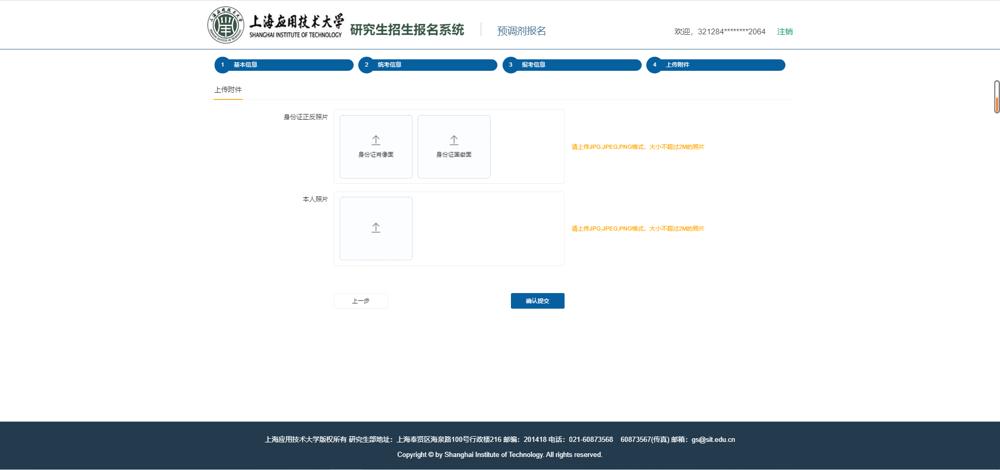 上海应用技术大学
SHANGHAI INSTITUTE OF TECHNOLOGY
研究生招生报名系统
预调剂报名
欢迎，321284********2064 注销
1 基本信息 2 统考信息 3 报考信息 4 上传附件
上传附件
身份证正反照片
身份证肖像面 身份证国徽面
请上传JPG,JPEG,PNG格式，大小不超过2M的照片
本人照片
请上传JPG,JPEG,PNG格式，大小不超过2M的照片
上一步 确认提交
上海应用技术大学版权所有 研究生部地址：上海奉贤区海泉路100号行政楼216 邮编：201418 电话：021-60873568 60873567(传真) 邮箱：gs@sit.edu.cn
Copyright © by Shanghai Institute of Technology. All rights reserved.